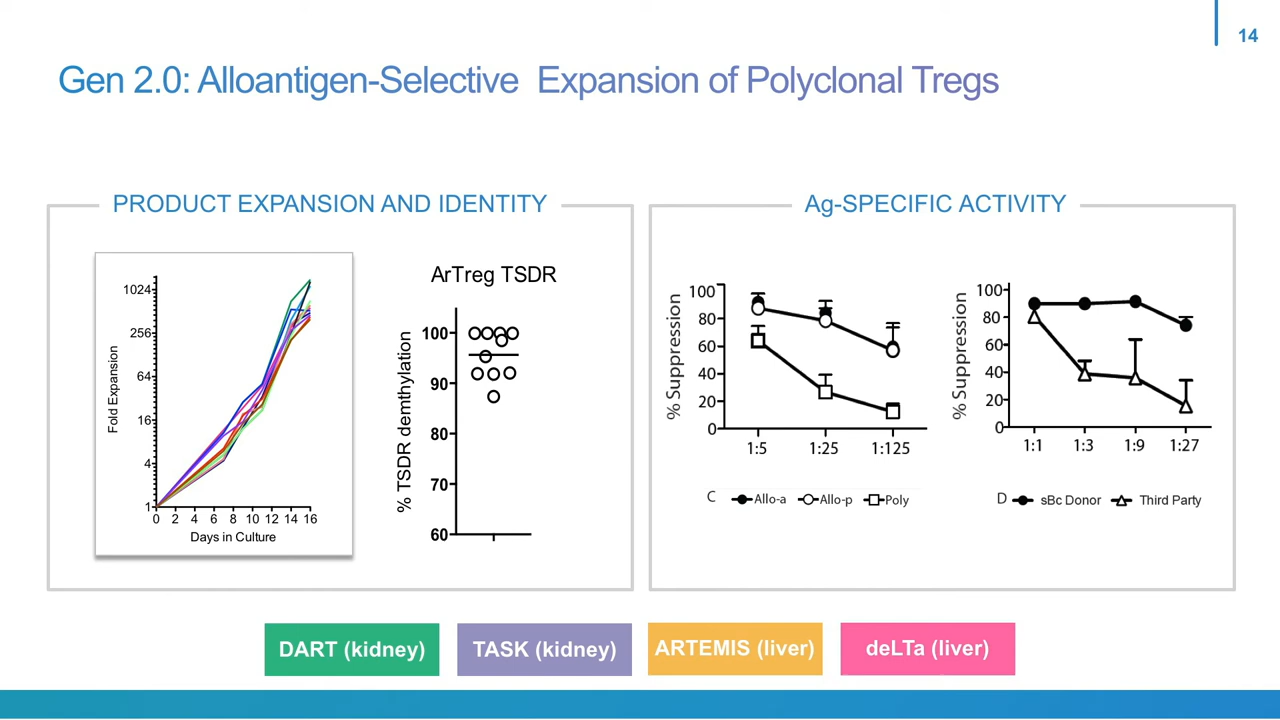 14
Gen 2.0: Alloantigen-Selective Expansion of Polyclonal Tregs
PRODUCT EXPANSION AND IDENTITY
Fold Expansion
1024
256
64
16
4
1
0 2 4 6 8 10 12 14 16
Days in Culture
ArTreg TSDR
% TSDR demthylation
100
90
80
70
60
Ag-SPECIFIC ACTIVITY
% Suppression
100
80
60
40
20
0
1:5 1:25 1:125
C Allo-a Allo-p Poly
% Suppression
100
80
60
40
20
0
1:1 1:3 1:9 1:27
D sBc Donor Third Party
DART (kidney)
TASK (kidney)
ARTEMIS (liver)
deLTa (liver)